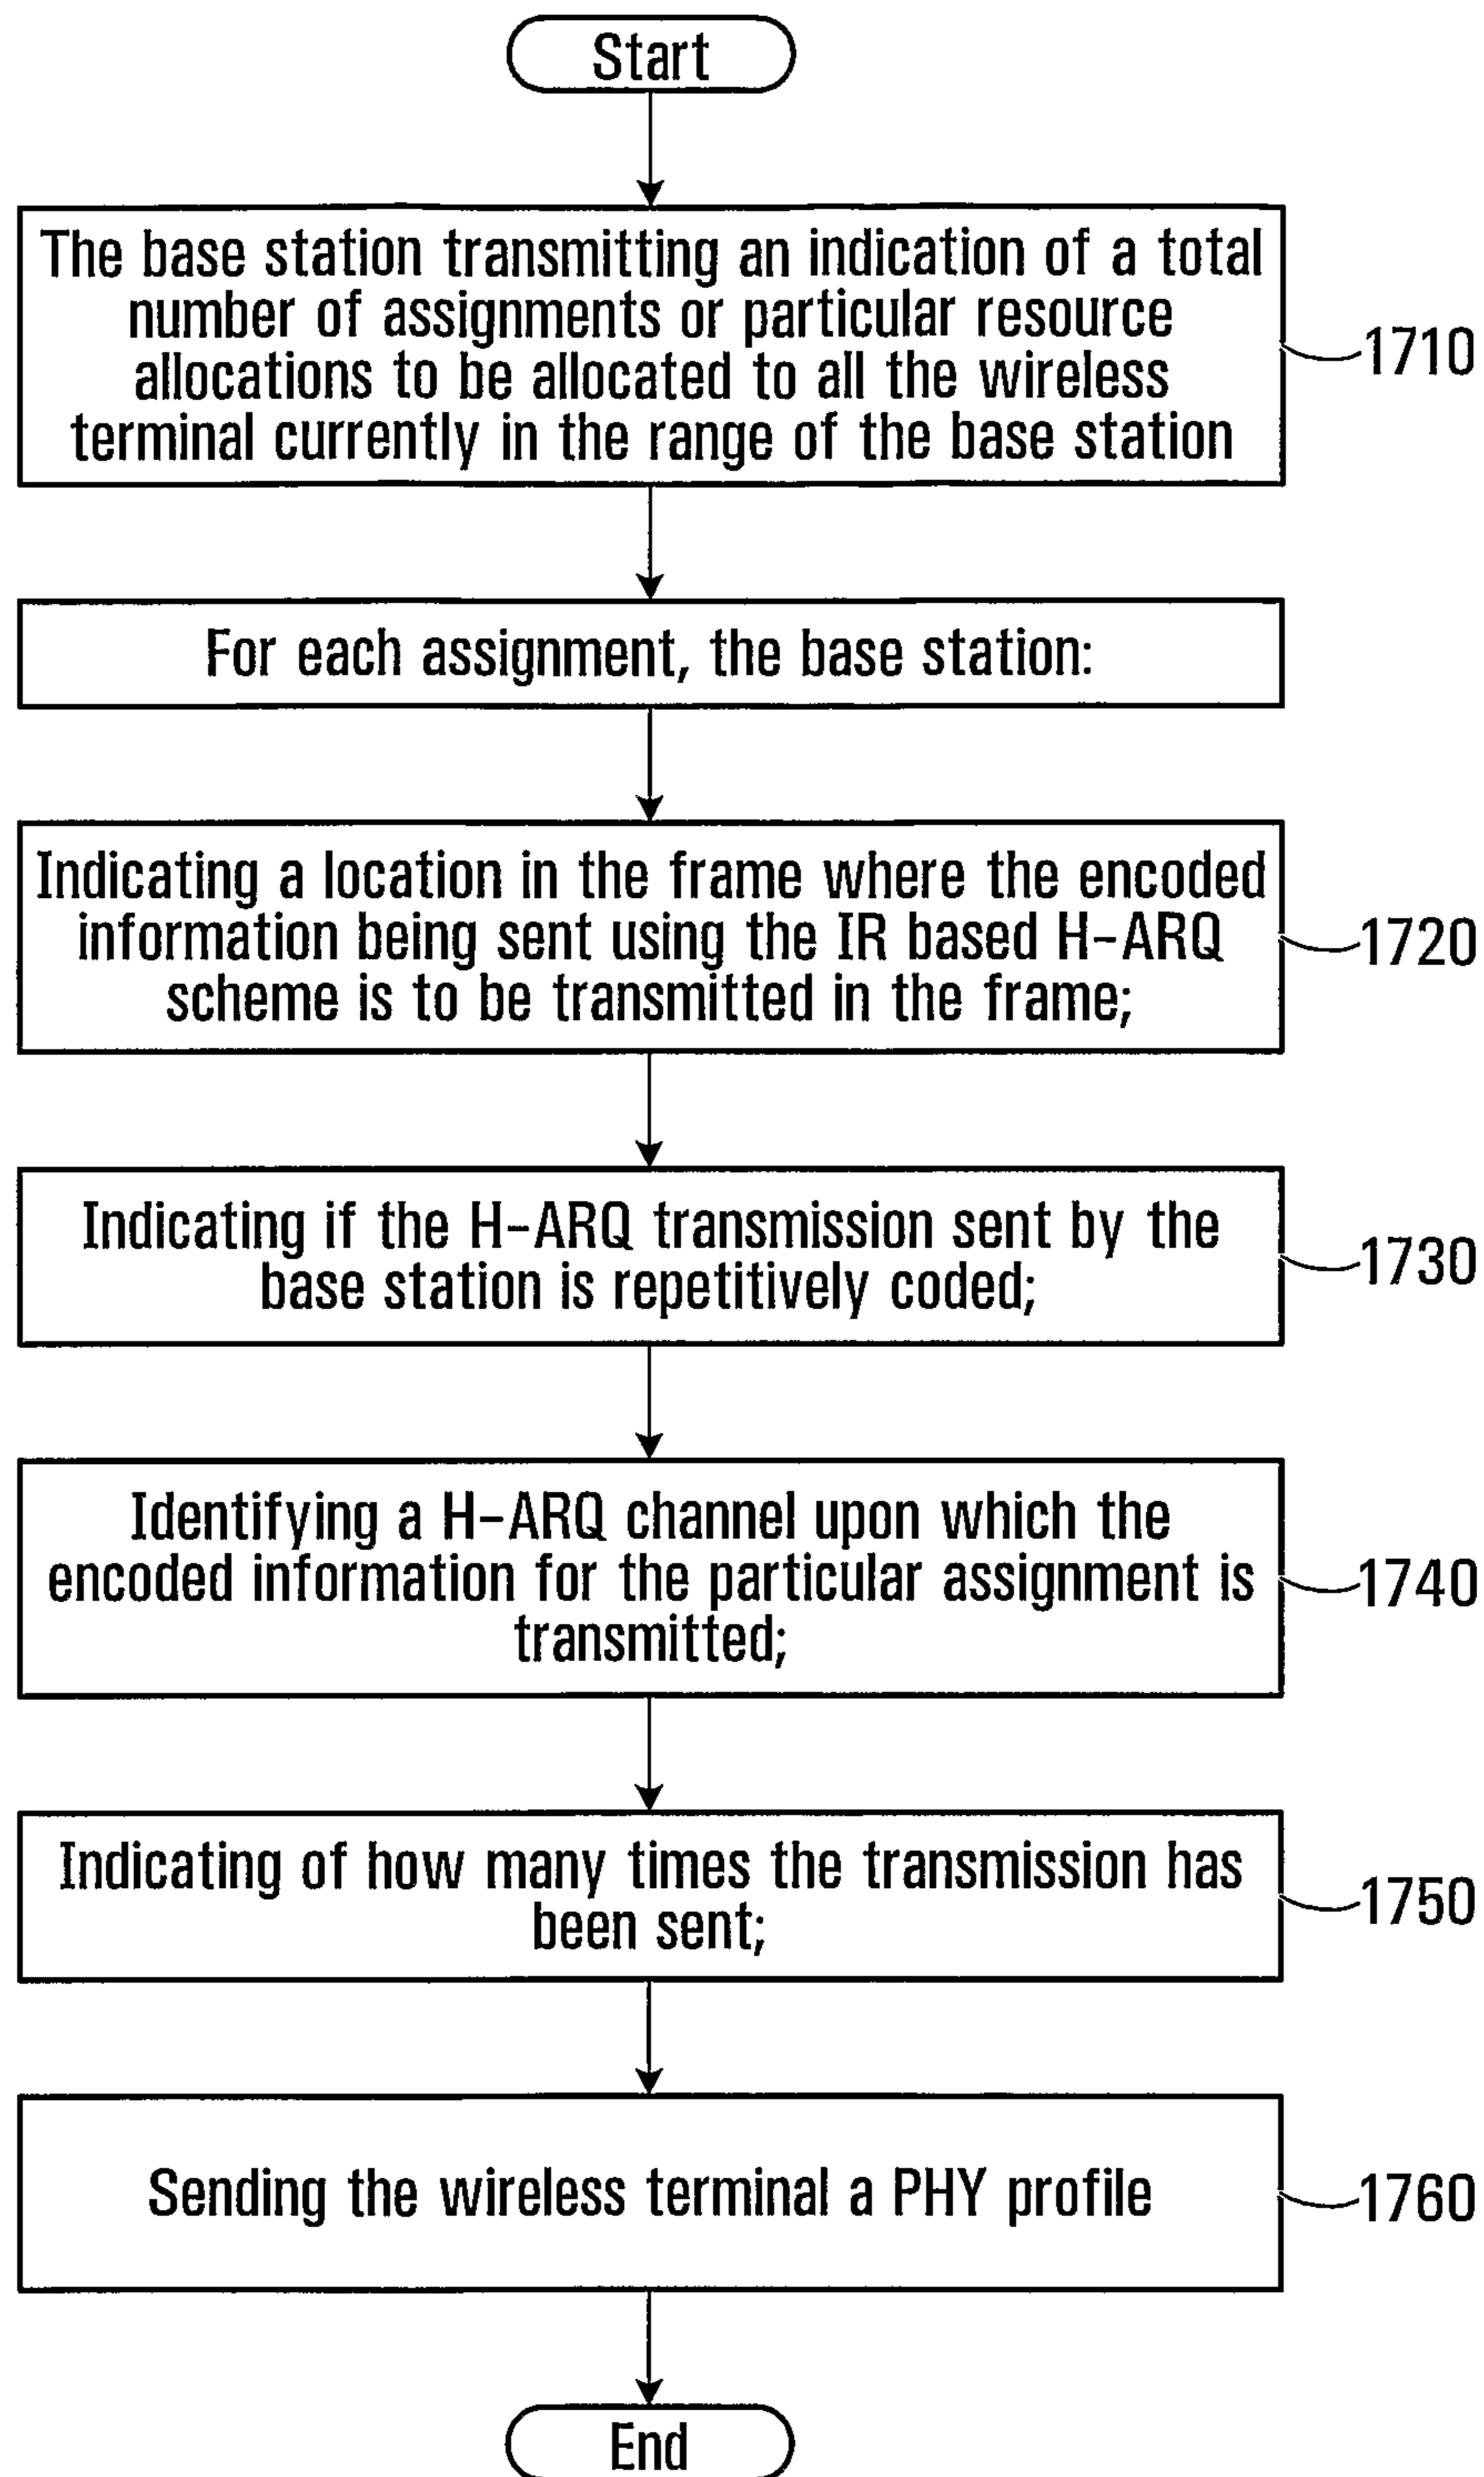 Start
The base station transmitting an indication of a total
number of assignments or particular resource
allocations to be allocated to all the wireless
terminal currently in the range of the base station
1710
For each assignment, the base station:
Indicating a location in the frame where the encoded
information being sent using the IR based H-ARQ
scheme is to be transmitted in the frame;
1720
Indicating if the H-ARQ transmission sent by the
base station is repetitively coded;
1730
Identifying a H-ARQ channel upon which the
encoded information for the particular assignment is
transmitted;
1740
Indicating of how many times the transmission has
been sent;
1750
Sending the wireless terminal a PHY profile
1760
End